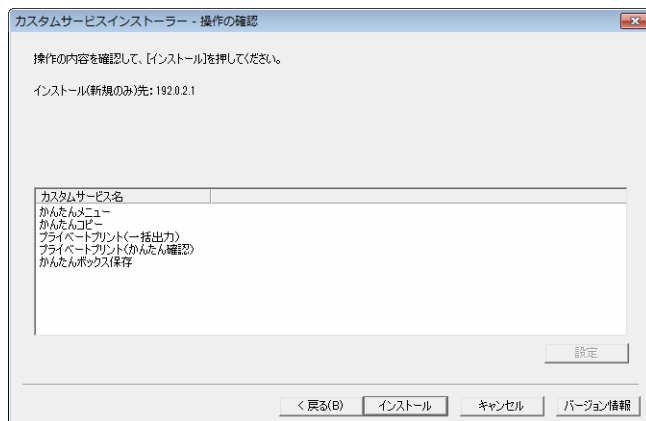 カスタムサービスインストーラー - 操作の確認
操作の内容を確認して、[インストール]を押してください。
インストール(新規のみ)先: 192.0.2.1
カスタムサービス名
かんたんメニュー
かんたんコピー
プライベートプリント(一括出力)
プライベートプリント(かんたん確認)
かんたんボックス保存
設定
< 戻る(B) インストール キャンセル バージョン情報